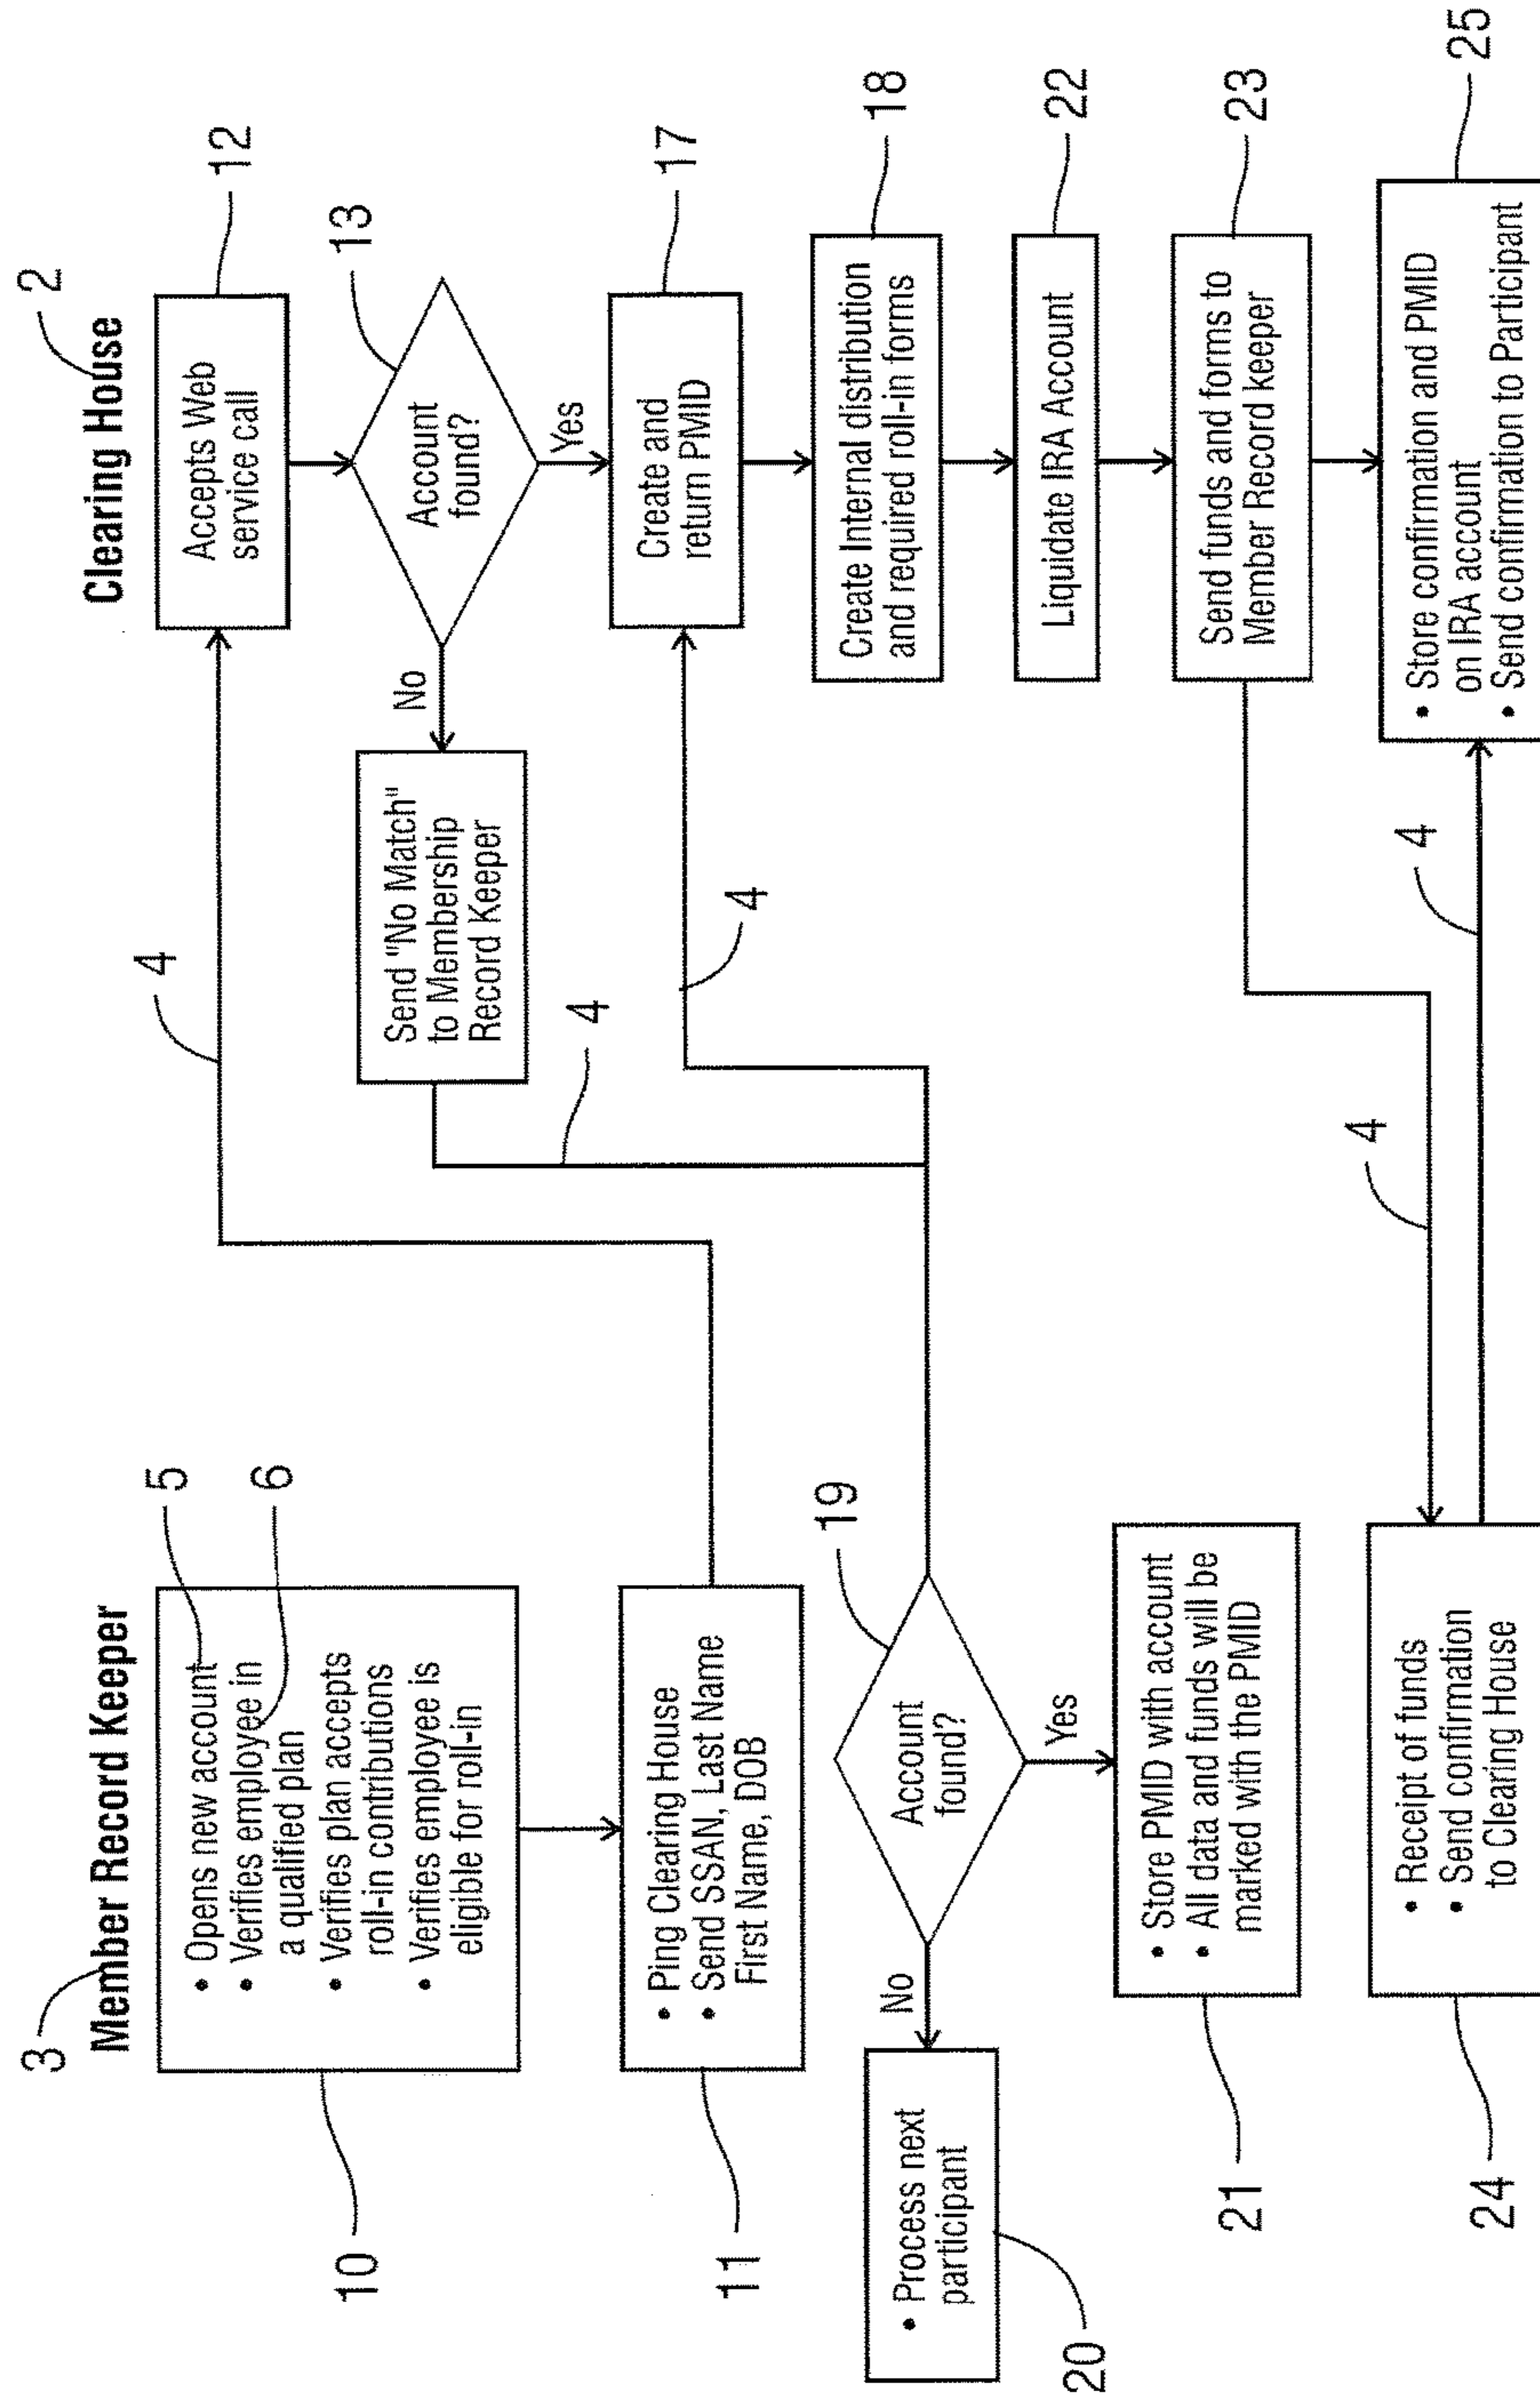 3
Member Record Keeper
5
6
• Opens new account
• Verifies employee in
a qualified plan
• Verifies plan accepts
roll-in contributions
• Verifies employee is
eligible for roll-in
10
• Ping Clearing House
• Send SSAN, Last Name
First Name, DOB
11
19
Account
found?
No
Yes
• Process next
participant
20
• Store PMID with account
• All data and funds will be
marked with the PMID
21
• Receipt of funds
• Send confirmation
to Clearing House
24
4
4
4
4
4
2
Clearing House
12
Accepts Web
service call
13
Account
found?
No
Yes
Send "No Match"
to Membership
Record Keeper
17
Create and
return PMID
18
Create Internal distribution
and required roll-in forms
22
Liquidate IRA Account
23
Send funds and forms to
Member Record keeper
25
• Store confirmation and PMID
on IRA account
• Send confirmation to Participant